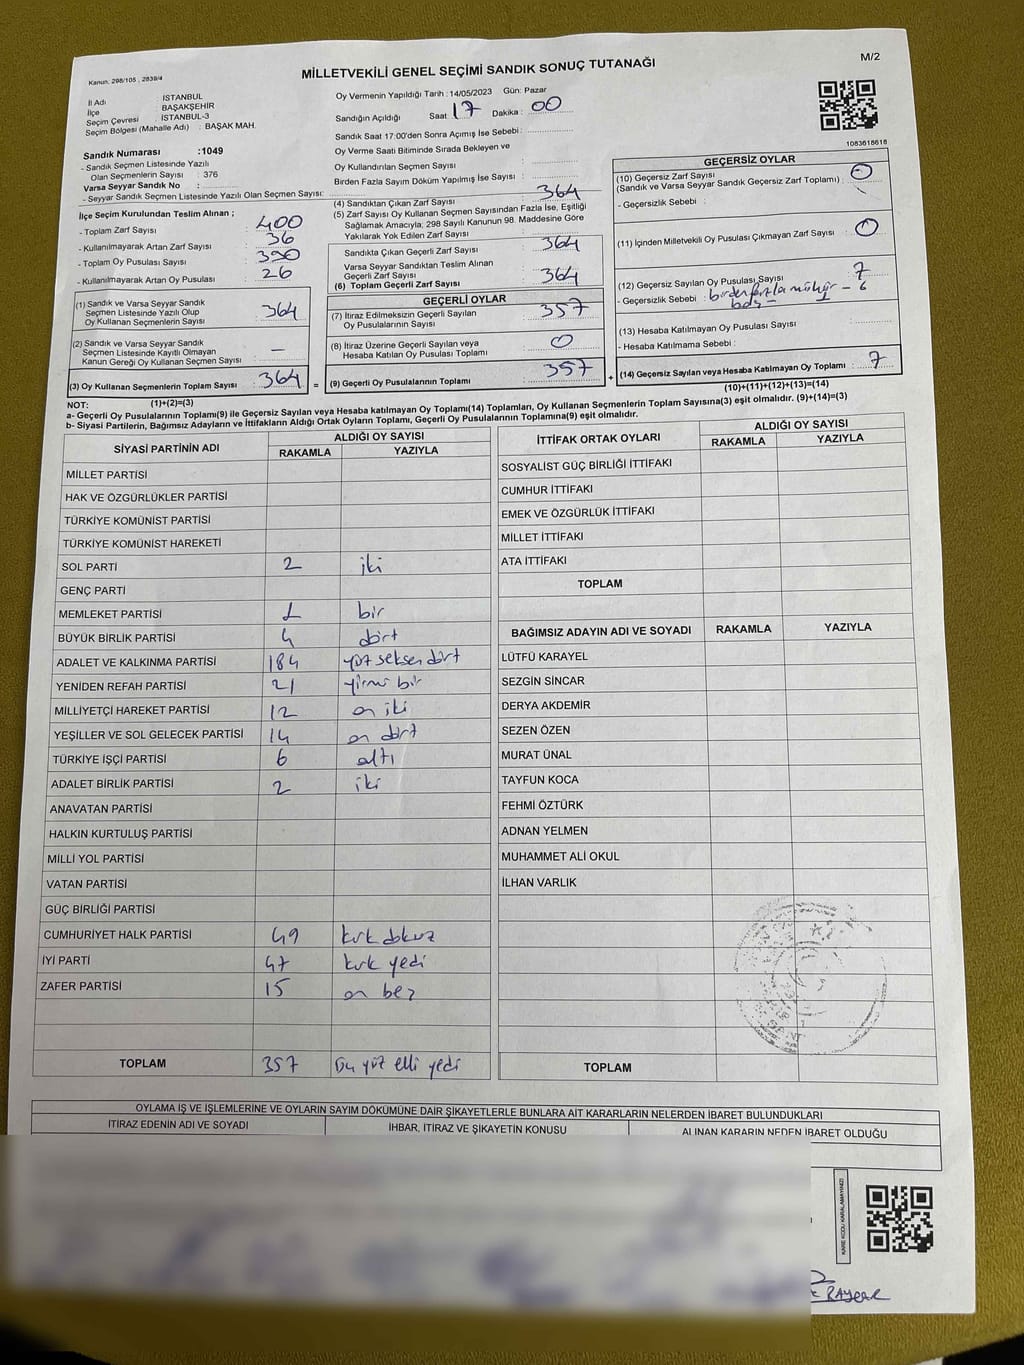 Kanun. 298/105 , 2839/4
MİLLETVEKİLİ GENEL SEÇİMİ SANDIK SONUÇ TUTANAĞI
M/2
İl Adı : İSTANBUL
İlçe : BAŞAKŞEHİR
Seçim Çevresi : İSTANBUL-3
Seçim Bölgesi (Mahalle Adı) : BAŞAK MAH.
Sandık Numarası :1049
- Sandık Seçmen Listesinde Yazılı
Olan Seçmenlerin Sayısı : 376
Varsa Seyyar Sandık No :
- Seyyar Sandık Seçmen Listesinde Yazılı Olan Seçmen Sayısı:
İlçe Seçim Kurulundan Teslim Alınan ;
- Toplam Zarf Sayısı : 400
- Kullanılmayarak Artan Zarf Sayısı : 36
- Toplam Oy Pusulası Sayısı : 390
- Kullanılmayarak Artan Oy Pusulası : 26
(1) Sandık ve Varsa Seyyar Sandık
Seçmen Listesinde Yazılı Olup
Oy Kullanan Seçmenlerin Sayısı : 364
(2) Sandık ve Varsa Seyyar Sandık
Seçmen Listesinde Kayıtlı Olmayan
Kanun Gereği Oy Kullanan Seçmen Sayısı : —
(3) Oy Kullanan Seçmenlerin Toplam Sayısı : 364 =
(1)+(2)=(3)
Oy Vermenin Yapıldığı Tarih : 14/05/2023 Gün: Pazar
Sandığın Açıldığı Saat : 17 Dakika : 00
Sandık Saat 17:00'den Sonra Açımış İse Sebebi :
Oy Verme Saati Bitiminde Sırada Bekleyen ve
Oy Kullandırılan Seçmen Sayısı :
Birden Fazla Sayım Döküm Yapılmış İse Sayısı :
(4) Sandıktan Çıkan Zarf Sayısı : 364
(5) Zarf Sayısı Oy Kullanan Seçmen Sayısından Fazla İse, Eşitliği
Sağlamak Amacıyla, 298 Sayılı Kanunun 98. Maddesine Göre
Yakılarak Yok Edilen Zarf Sayısı :
Sandıkta Çıkan Geçerli Zarf Sayısı : 364
Varsa Seyyar Sandıktan Teslim Alınan
Geçerli Zarf Sayısı
(6) Toplam Geçerli Zarf Sayısı : 364
GEÇERLİ OYLAR
(7) İtiraz Edilmeksizin Geçerli Sayılan
Oy Pusulalarının Sayısı : 357
(8) İtiraz Üzerine Geçerli Sayılan veya
Hesaba Katılan Oy Pusulası Toplamı : 0
(9) Geçerli Oy Pusulalarının Toplamı : 357 +
1083618616
GEÇERSİZ OYLAR
(10) Geçersiz Zarf Sayısı
(Sandık ve Varsa Seyyar Sandık Geçersiz Zarf Toplamı) : 0
- Geçersizlik Sebebi :
(11) İçinden Milletvekili Oy Pusulası Çıkmayan Zarf Sayısı : 0
(12) Geçersiz Sayılan Oy Pusulası Sayısı : 7
- Geçersizlik Sebebi : birden fazla mühür – 6
boş – 1
(13) Hesaba Katılmayan Oy Pusulası Sayısı :
- Hesaba Katılmama Sebebi :
(14) Geçersiz Sayılan veya Hesaba Katılmayan Oy Toplamı : 7
(10)+(11)+(12)+(13)=(14)
NOT:
a- Geçerli Oy Pusulalarının Toplamı(9) ile Geçersiz Sayılan veya Hesaba katılmayan Oy Toplamı(14) Toplamları, Oy Kullanan Seçmenlerin Toplam Sayısına(3) eşit olmalıdır. (9)+(14)=(3)
b- Siyasi Partilerin, Bağımsız Adayların ve İttifakların Aldığı Ortak Oyların Toplamı, Geçerli Oy Pusulalarının Toplamına(9) eşit olmalıdır.
SİYASİ PARTİNİN ADI ALDIĞI OY SAYISI
RAKAMLA YAZIYLA
MİLLET PARTİSİ
HAK VE ÖZGÜRLÜKLER PARTİSİ
TÜRKİYE KOMÜNİST PARTİSİ
TÜRKİYE KOMÜNİST HAREKETİ
SOL PARTİ 2 iki
GENÇ PARTİ
MEMLEKET PARTİSİ 1 bir
BÜYÜK BİRLİK PARTİSİ 4 dört
ADALET VE KALKINMA PARTİSİ 184 yüz seksen dört
YENİDEN REFAH PARTİSİ 21 yirmi bir
MİLLİYETÇİ HAREKET PARTİSİ 12 on iki
YEŞİLLER VE SOL GELECEK PARTİSİ 14 on dört
TÜRKİYE İŞÇİ PARTİSİ 6 altı
ADALET BİRLİK PARTİSİ 2 iki
ANAVATAN PARTİSİ
HALKIN KURTULUŞ PARTİSİ
MİLLİ YOL PARTİSİ
VATAN PARTİSİ
GÜÇ BİRLİĞİ PARTİSİ
CUMHURİYET HALK PARTİSİ 49 kırk dokuz
İYİ PARTİ 47 kırk yedi
ZAFER PARTİSİ 15 on beş
TOPLAM 357 üç yüz elli yedi
İTTİFAK ORTAK OYLARI ALDIĞI OY SAYISI
RAKAMLA YAZIYLA
SOSYALİST GÜÇ BİRLİĞİ İTTİFAKI
CUMHUR İTTİFAKI
EMEK VE ÖZGÜRLÜK İTTİFAKI
MİLLET İTTİFAKI
ATA İTTİFAKI
TOPLAM
BAĞIMSIZ ADAYIN ADI VE SOYADI RAKAMLA YAZIYLA
LÜTFÜ KARAYEL
SEZGİN SİNCAR
DERYA AKDEMİR
SEZEN ÖZEN
MURAT ÜNAL
TAYFUN KOCA
FEHMİ ÖZTÜRK
ADNAN YELMEN
MUHAMMET ALİ OKUL
İLHAN VARLIK
TOPLAM
OYLAMA İŞ VE İŞLEMLERİNE VE OYLARIN SAYIM DÖKÜMÜNE DAİR ŞİKAYETLERLE BUNLARA AİT KARARLARIN NELERDEN İBARET BULUNDUKLARI
İTİRAZ EDENİN ADI VE SOYADI İHBAR, İTİRAZ VE ŞİKAYETİN KONUSU ALINAN KARARIN NEDEN İBARET OLDUĞU
KARE KODU KARALAMAYINIZ!